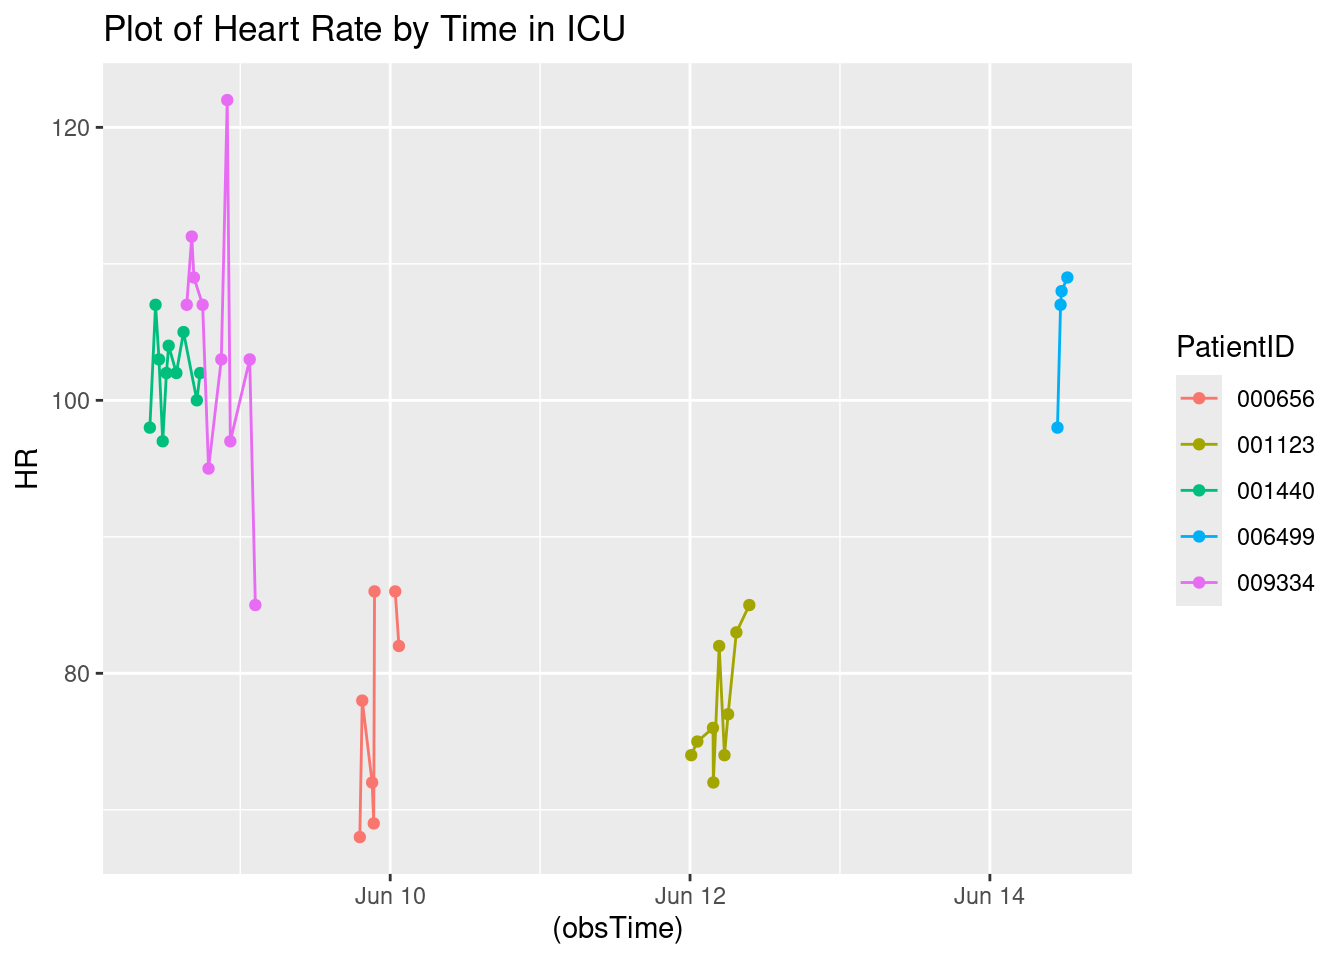 Plot of Heart Rate by Time in ICU
120
100
80
HR
Jun 10
Jun 12
Jun 14
(obsTime)
PatientID
000656
001123
001440
006499
009334